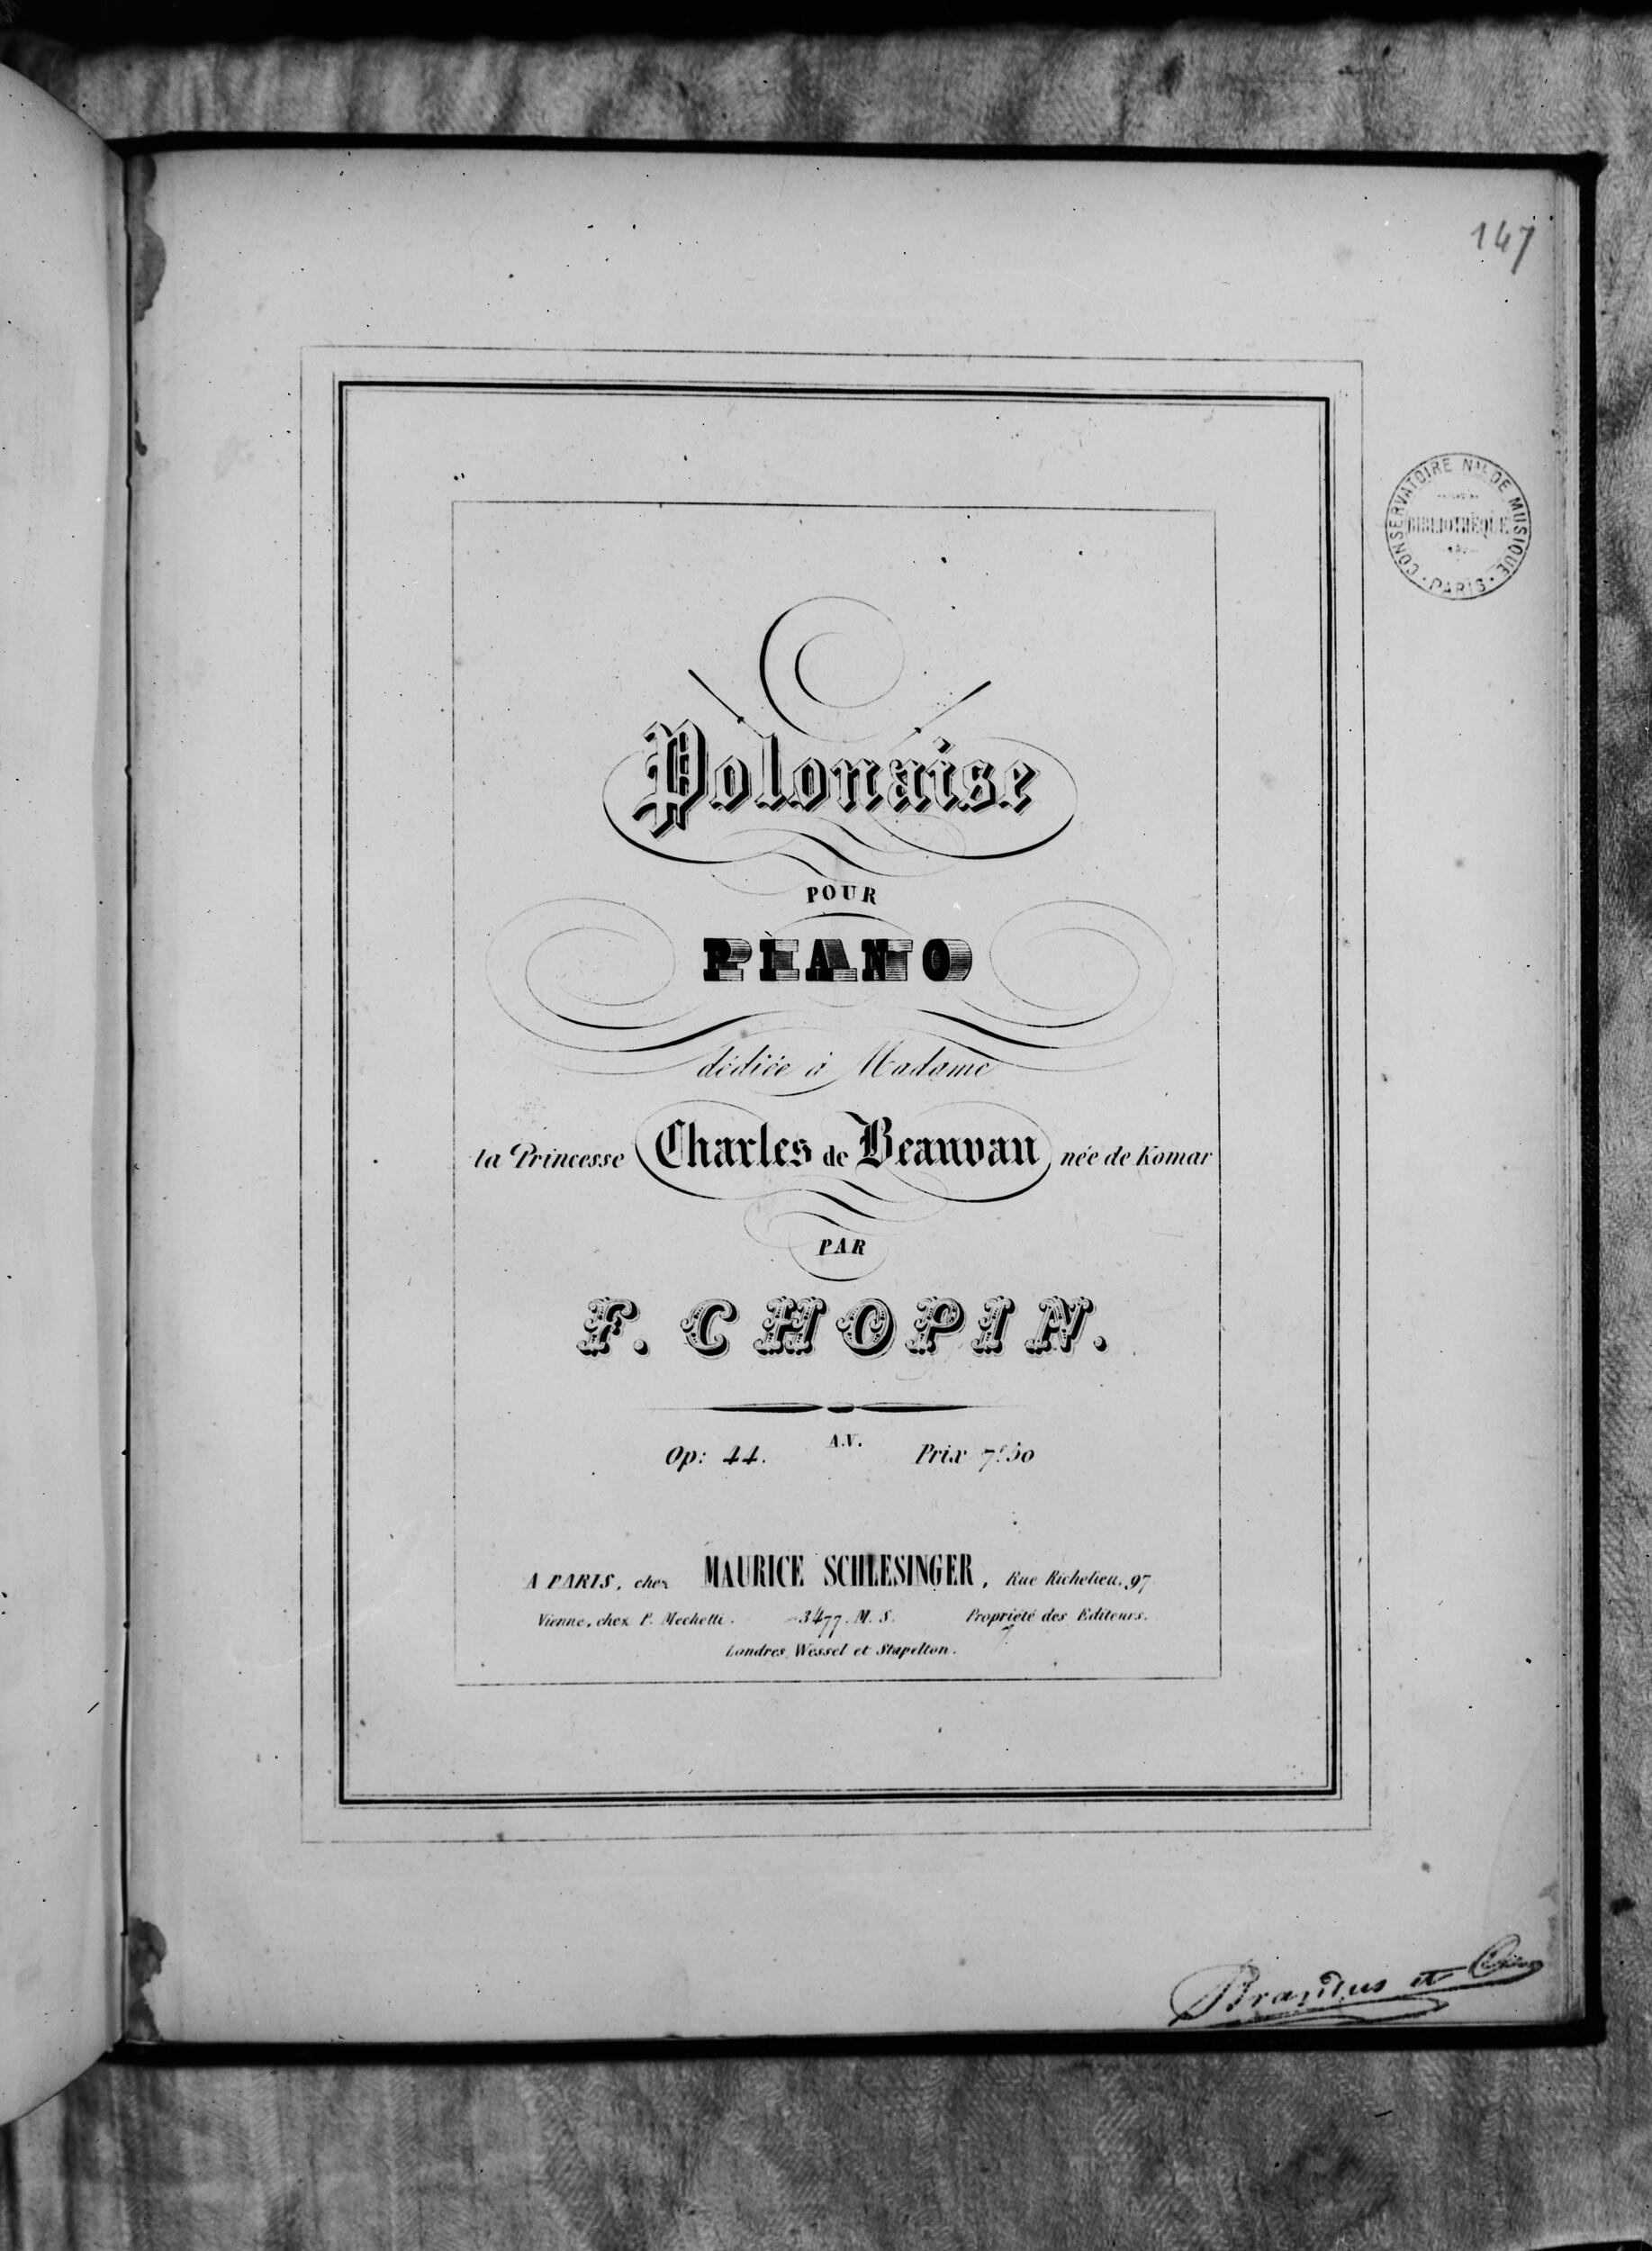 147
CONSERVATOIRE NAL DE MUSIQUE
BIBLIOTHÈQUE
PARIS
Polonaise
POUR
PIANO
dédiée à Madame
la Princesse Charles de Beauvau née de Komar
PAR
F. CHOPIN.
A.V.
Op: 44. Prix 7f 50
A PARIS, chez MAURICE SCHLESINGER, Rue Richelieu, 97
Vienne, chez P. Mechetti. 3477. M. S. Propriété des Editeurs.
Londres, Wessel et Stapelton.
Brandus et Cie